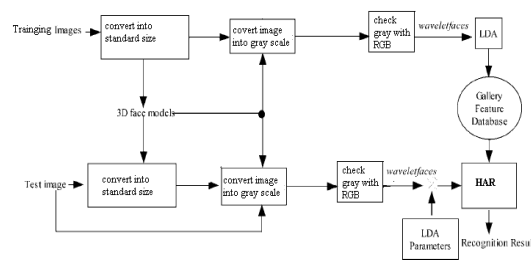 Trainging Images
convert into
standard size
covert image
into gray scale
check
gray with
RGB
waveletfaces
LDA
Gallery
Feature
Database
3D face models
Test image
convert into
standard size
convert image
into gray scale
check
gray with
RGB
waveletfaces
HAR
LDA
Parameters
Recognition Resu